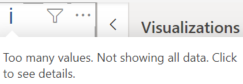 Visualizations
Too many values. Not showing all data. Click
to see details.